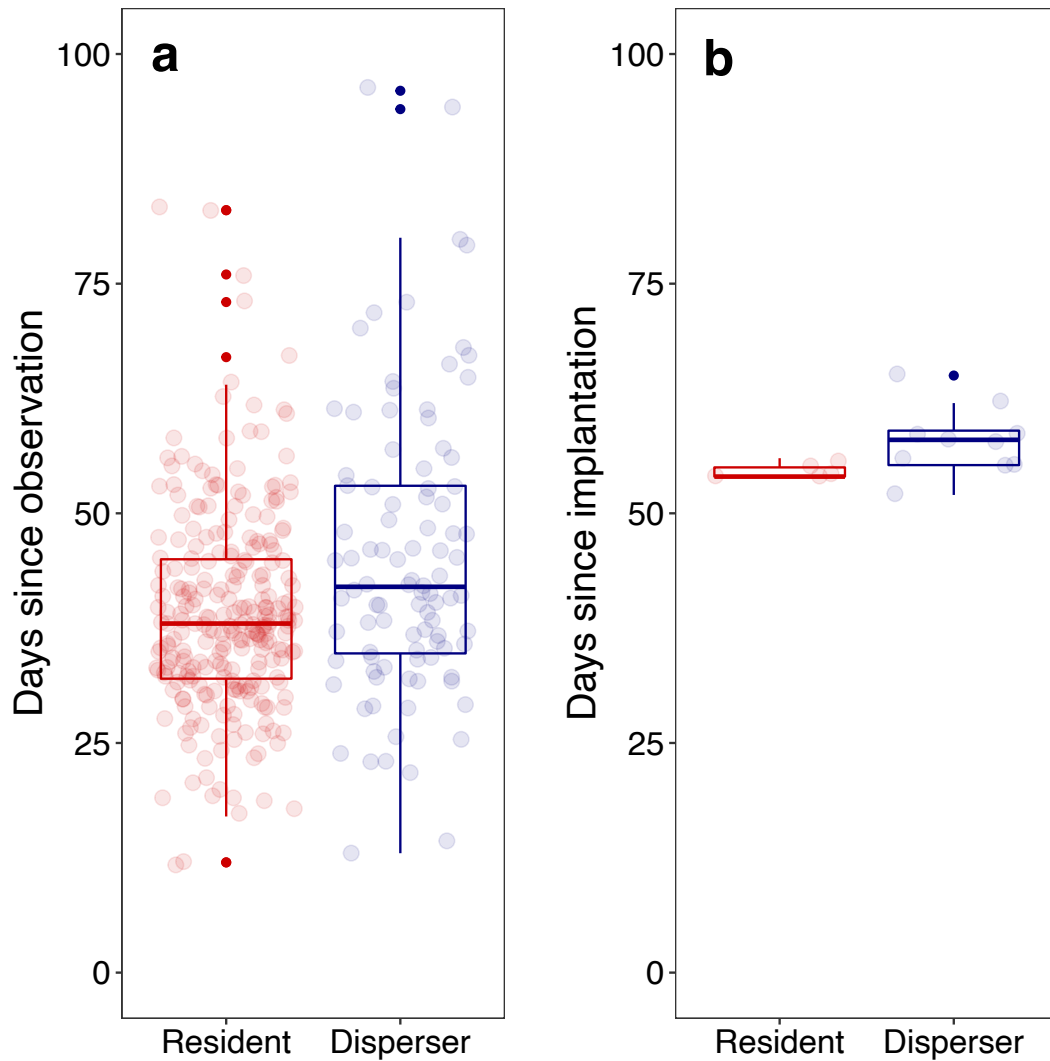 a
Days since observation
100
75
50
25
0
Resident Disperser
b
Days since implantation
100
75
50
25
0
Resident Disperser